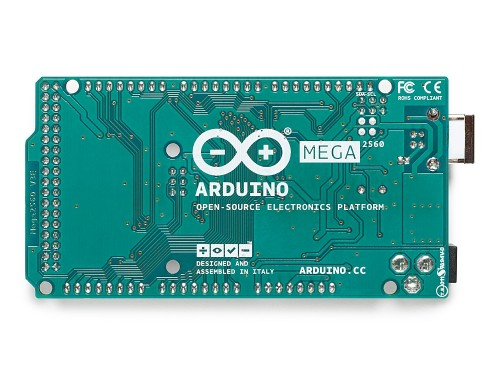 FC CE
ROHS COMPLIANT
SDA SCL
2560
MEGA
ARDUINO
OPEN-SOURCE ELECTRONICS PLATFORM
DESIGNED AND
ASSEMBLED IN ITALY
ARDUINO.CC